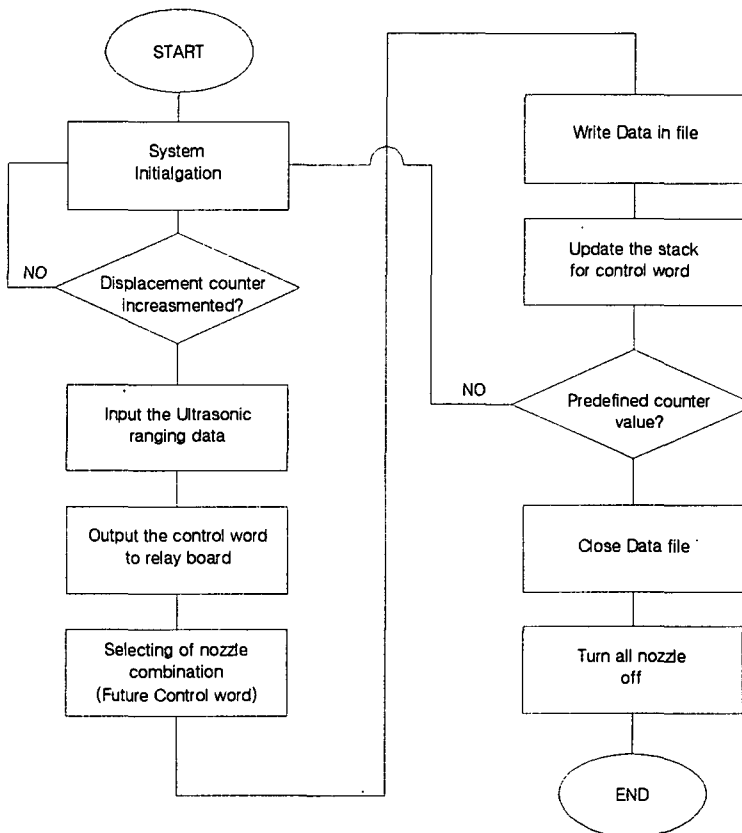 START
System
Initialgation
NO
Displacement counter
increasmented?
Input the Ultrasonic
ranging data
Output the control word
to relay board
Selecting of nozzle
combination
(Future Control word)
Write Data in file
Update the stack
for control word
NO
Predefined counter
value?
Close Data file
Turn all nozzle
off
END